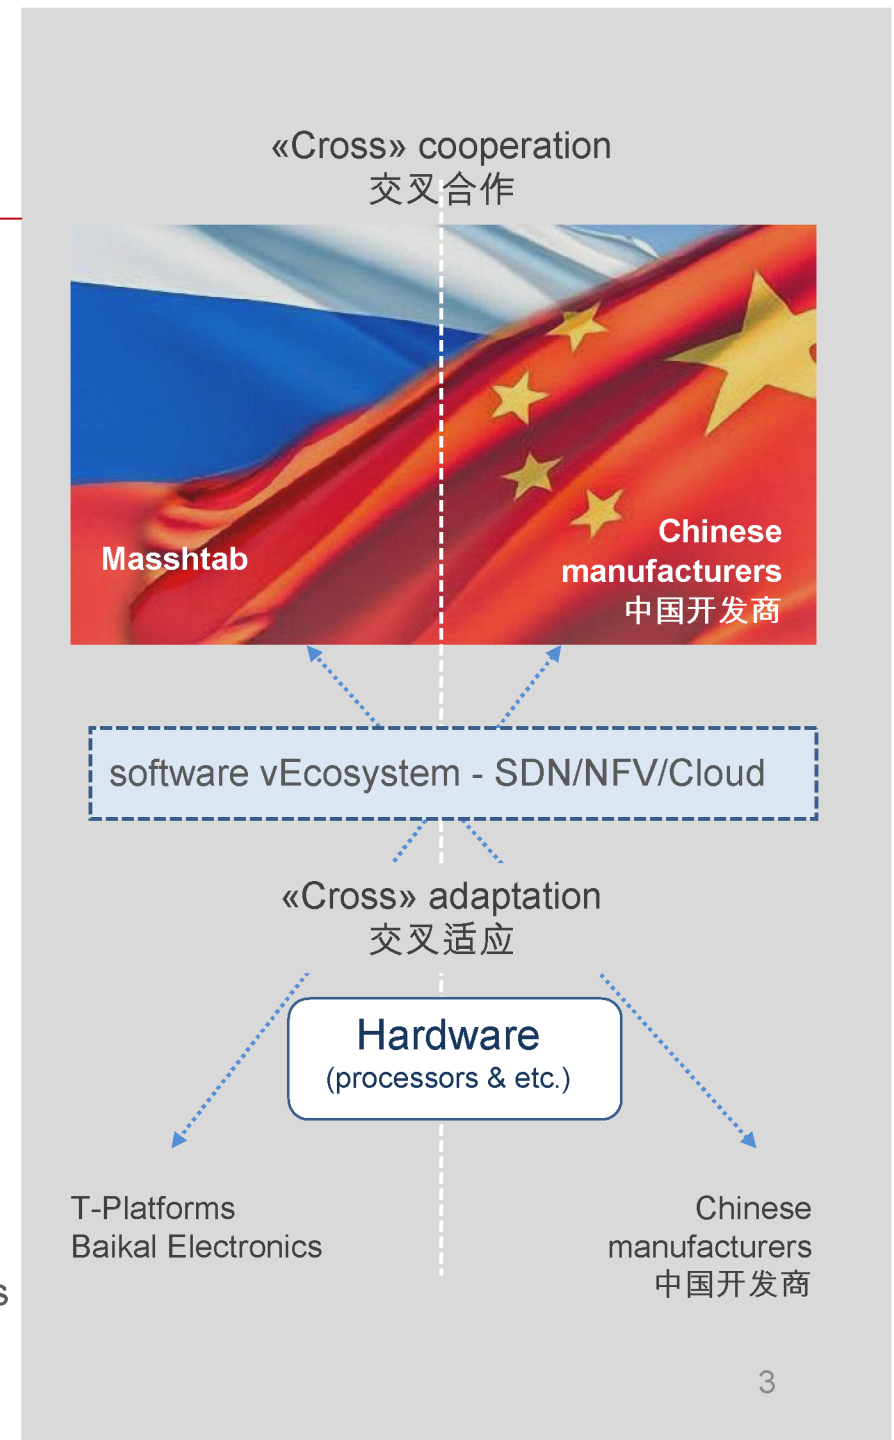 «Cross» cooperation
交叉合作
Masshtab
Chinese
manufacturers
中国开发商
software vEcosystem - SDN/NFV/Cloud
«Cross» adaptation
交叉适应
Hardware
(processors & etc.)
T-Platforms
Baikal Electronics
Chinese
manufacturers
中国开发商
s
3